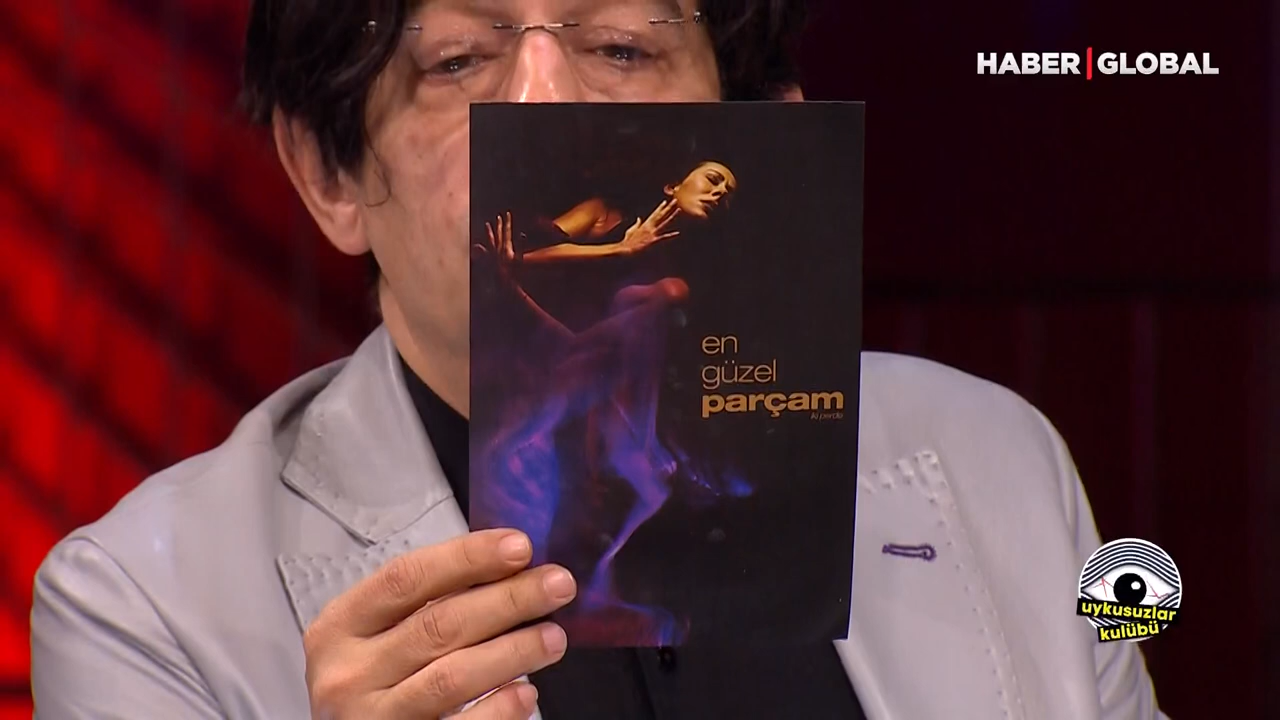 HABER GLOBAL
en
güzel
parçam
iki perde
uykusuzlar
kulübü